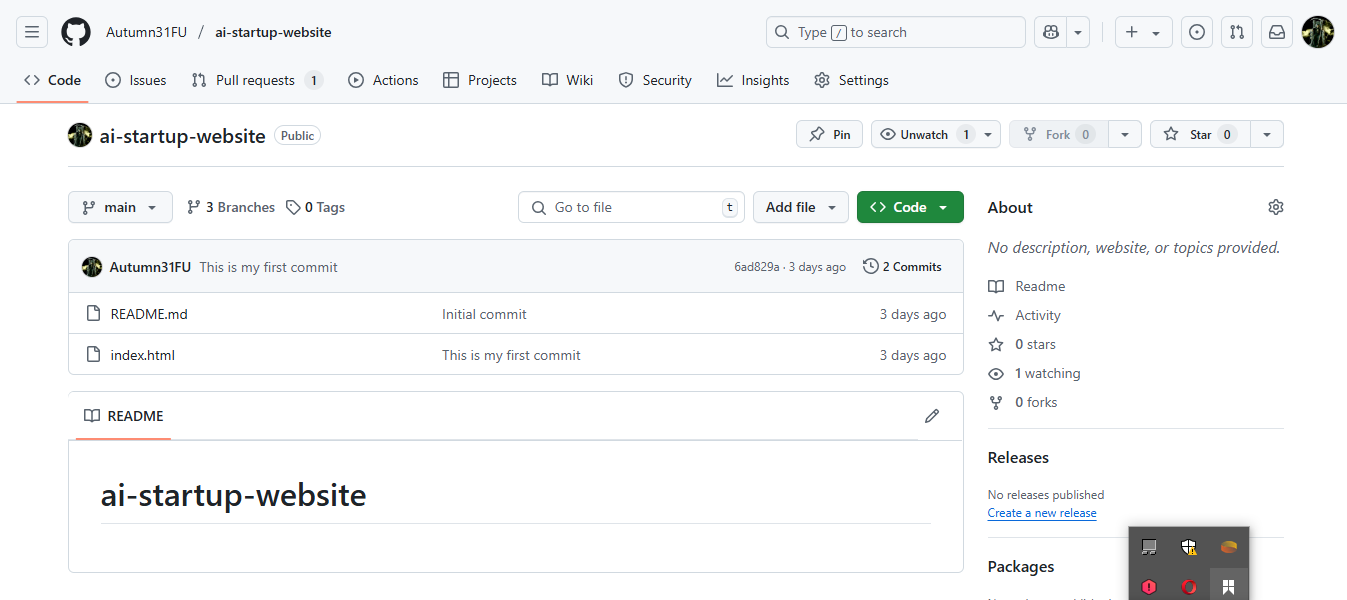 Autumn31FU / ai-startup-website
Type / to search
Code
Issues
Pull requests 1
Actions
Projects
Wiki
Security
Insights
Settings
ai-startup-website Public
Pin
Unwatch 1
Fork 0
Star 0
main
3 Branches
0 Tags
Go to file t
Add file
Code
Autumn31FU This is my first commit 6ad829a · 3 days ago 2 Commits
README.md Initial commit 3 days ago
index.html This is my first commit 3 days ago
README
ai-startup-website
About
No description, website, or topics provided.
Readme
Activity
0 stars
1 watching
0 forks
Releases
No releases published
Create a new release
Packages